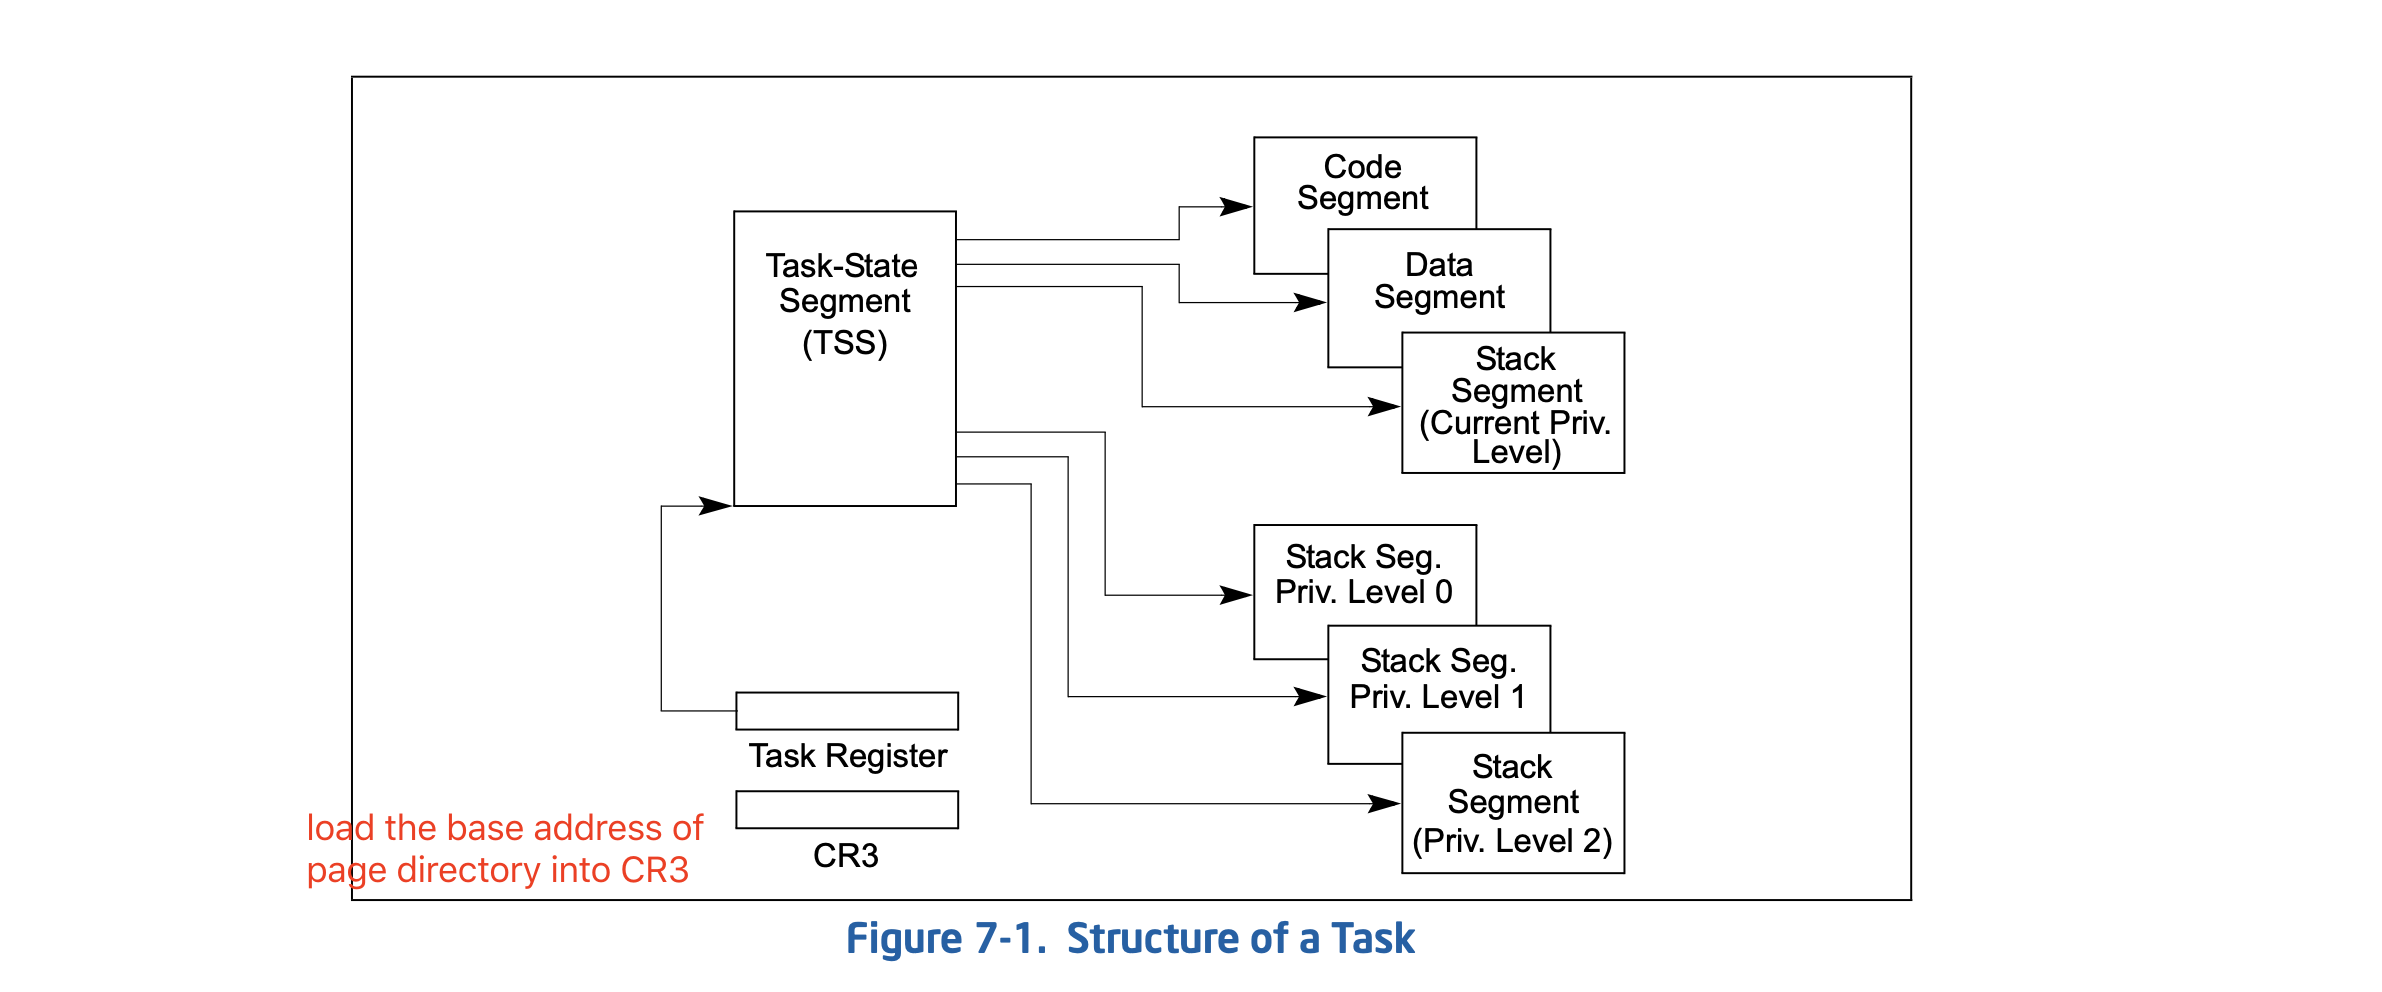 Code
Segment
Task-State
Segment
(TSS)
Data
Segment
Stack
Segment
(Current Priv.
Level)
Stack Seg.
Priv. Level 0
Stack Seg.
Priv. Level 1
Task Register
Stack
Segment
(Priv. Level 2)
load the base address of
page directory into CR3
CR3
Figure 7-1. Structure of a Task